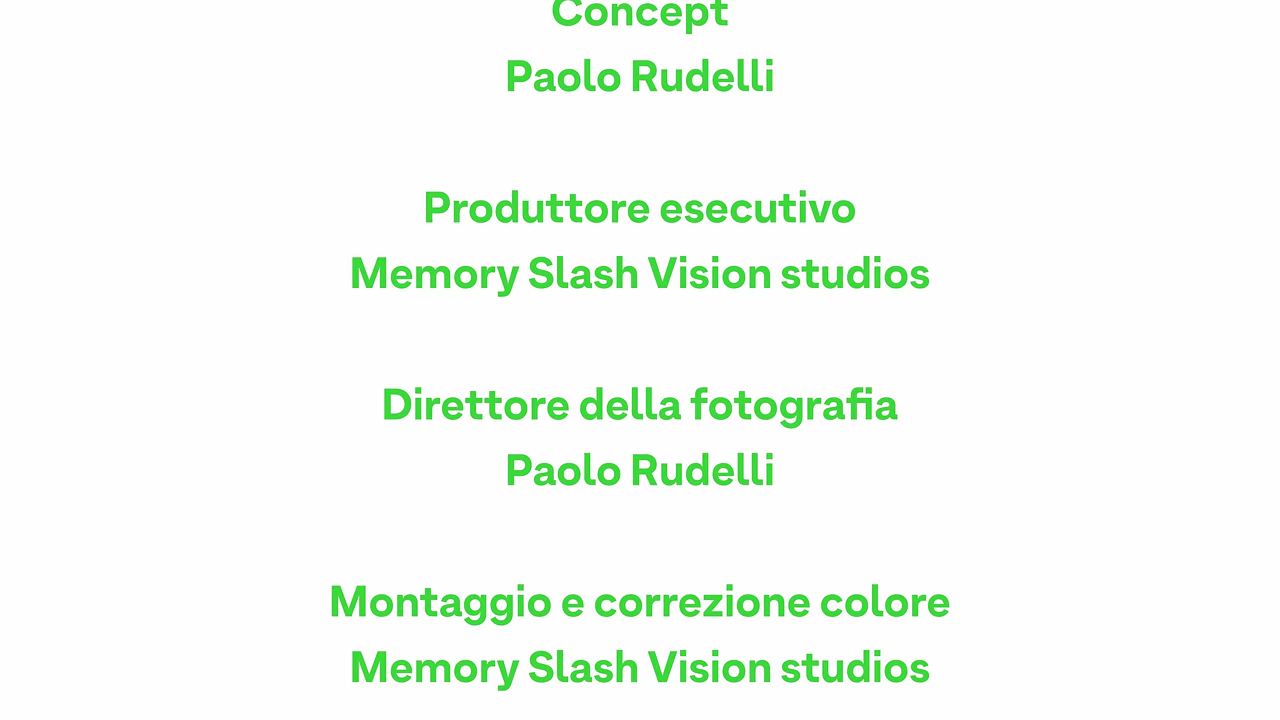 Concept
Paolo Rudelli
Produttore esecutivo
Memory Slash Vision studios
Direttore della fotografia
Paolo Rudelli
Montaggio e correzione colore
Memory Slash Vision studios